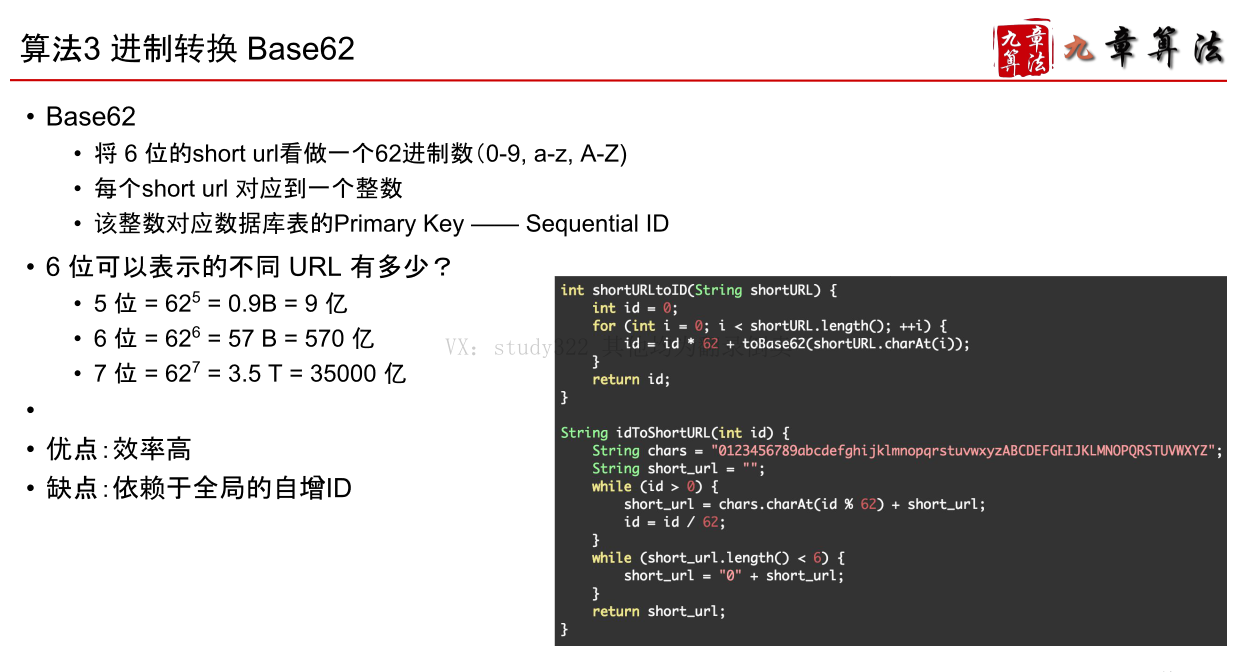 算法3 进制转换 Base62
九章算法
九章算法
• Base62
• 将 6 位的short url看做一个62进制数（0-9, a-z, A-Z)
• 每个short url 对应到一个整数
• 该整数对应数据库表的Primary Key —— Sequential ID
• 6 位可以表示的不同 URL 有多少？
• 5 位 = 62⁵ = 0.9B = 9 亿
• 6 位 = 62⁶ = 57 B = 570 亿
• 7 位 = 62⁷ = 3.5 T = 35000 亿
•
• 优点：效率高
• 缺点：依赖于全局的自增ID
VX: study322
int shortURLtoID(String shortURL) {
    int id = 0;
    for (int i = 0; i < shortURL.length(); ++i) {
        id = id * 62 + toBase62(shortURL.charAt(i));
    }
    return id;
}
String idToShortURL(int id) {
    String chars = "0123456789abcdefghijklmnopqrstuvwxyzABCDEFGHIJKLMNOPQRSTUVWXYZ";
    String short_url = "";
    while (id > 0) {
        short_url = chars.charAt(id % 62) + short_url;
        id = id / 62;
    }
    while (short_url.length() < 6) {
        short_url = "0" + short_url;
    }
    return short_url;
}